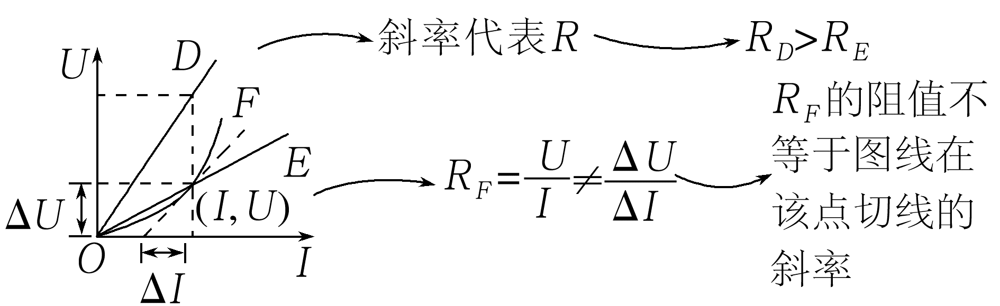 斜率代表R
R_D>R_E
U
D
F
E
(I,U)
ΔU
O
I
ΔI
R_F=U/I≠ΔU/ΔI
R_F的阻值不
等于图线在
该点切线的
斜率